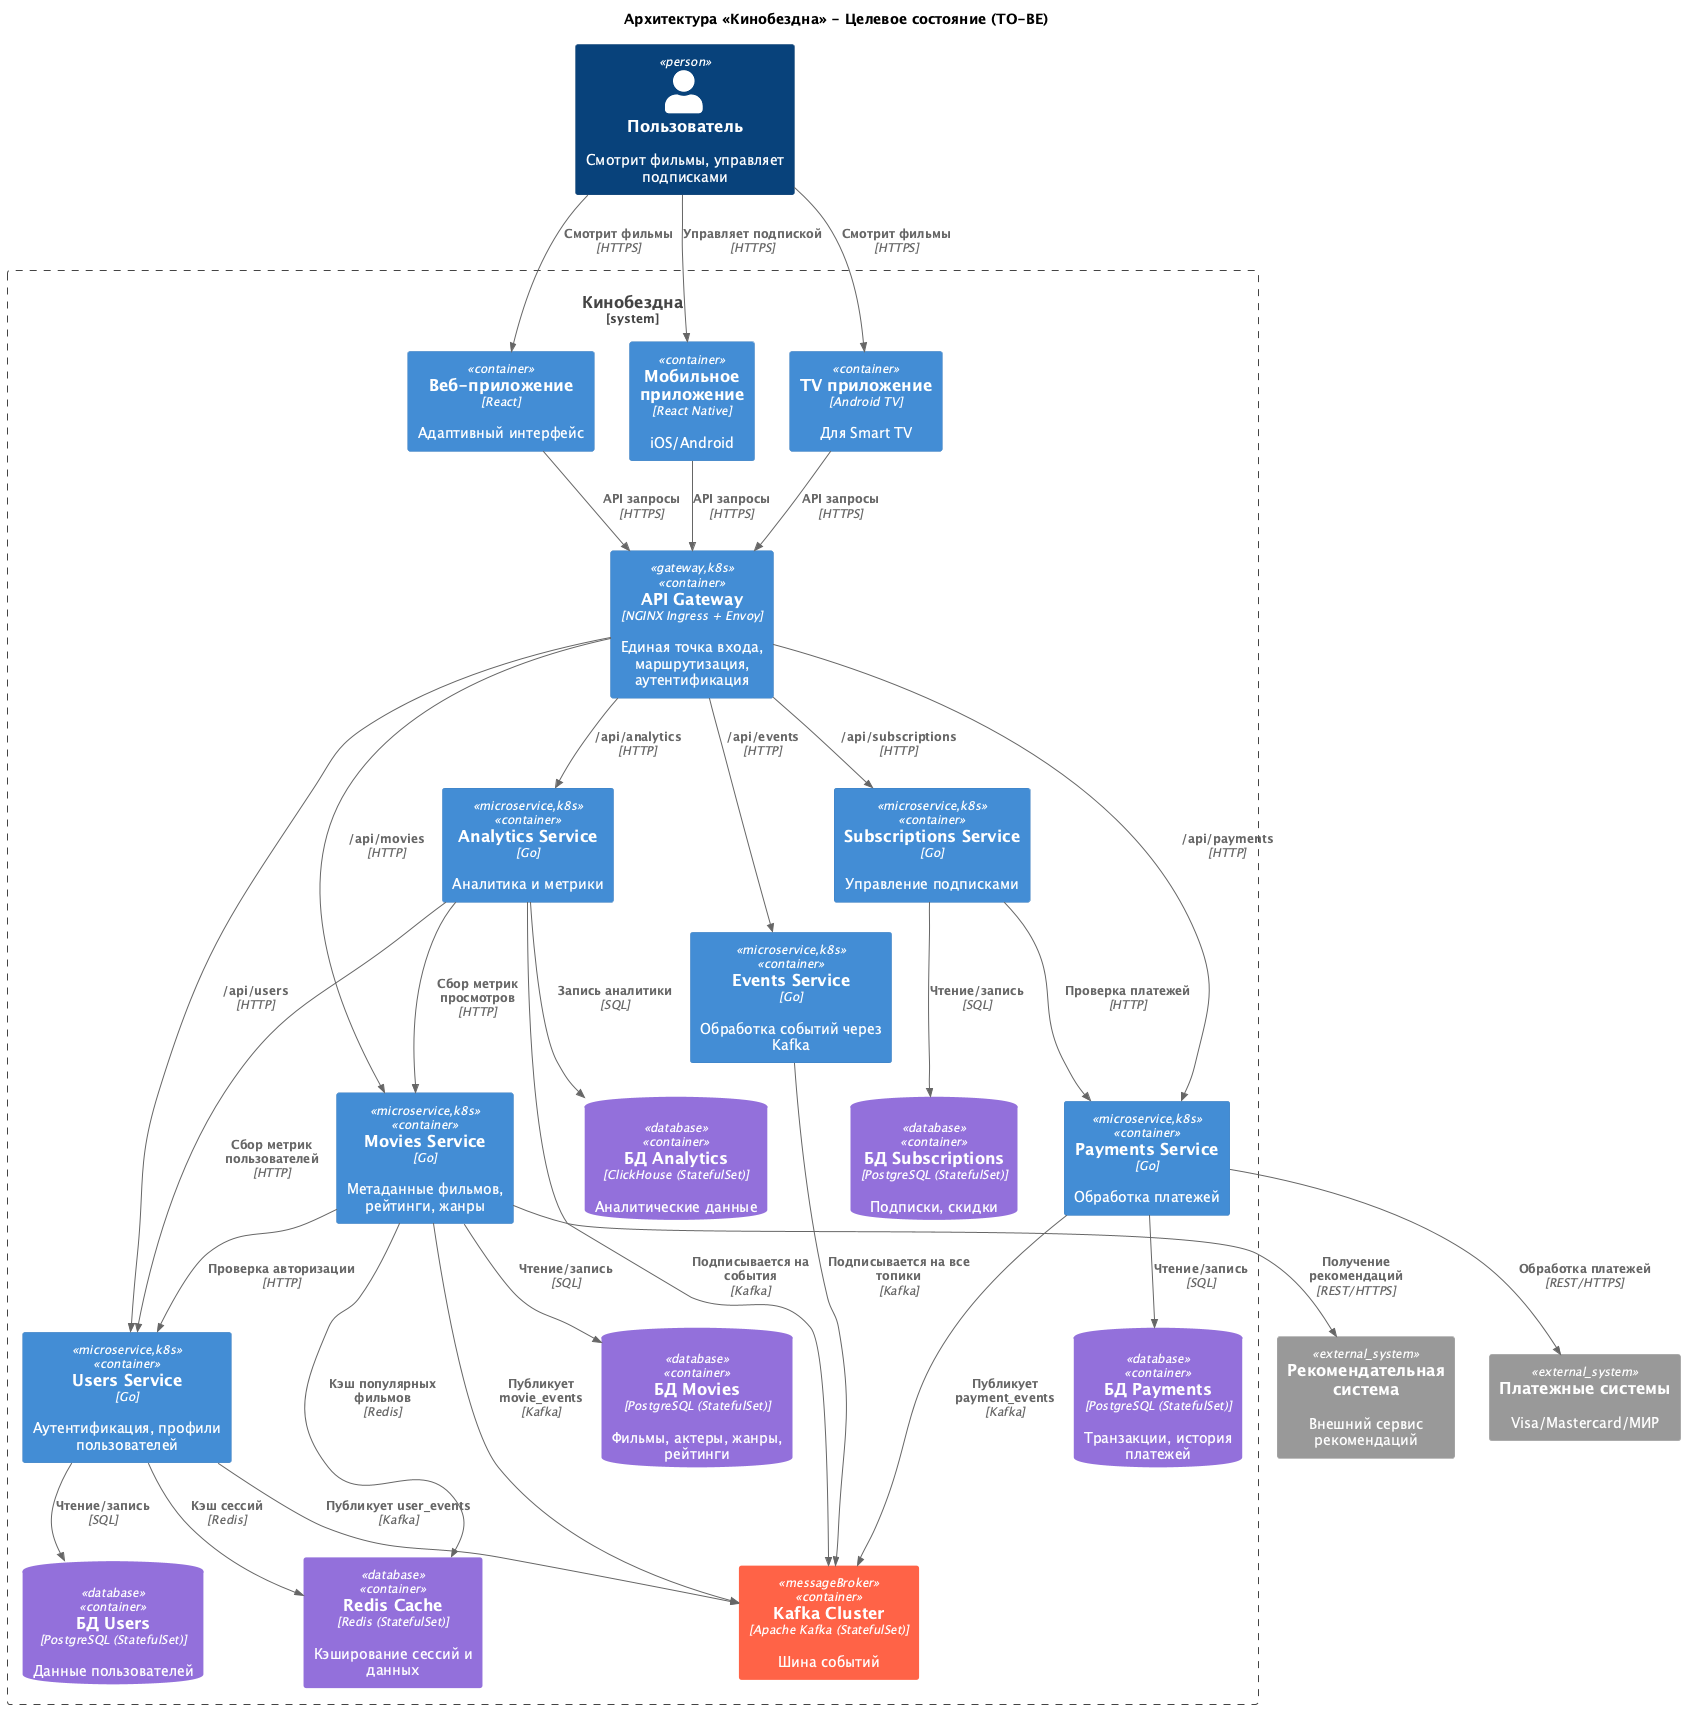 Архитектура «Кинобездна» - Целевое состояние (TO-BE)
«person»
Пользователь
Смотрит фильмы, управляет
подписками
Смотрит фильмы
[HTTPS]
Управляет подпиской
[HTTPS]
Смотрит фильмы
[HTTPS]
Кинобездна
[system]
«container»
Веб-приложение
[React]
Адаптивный интерфейс
«container»
Мобильное
приложение
[React Native]
iOS/Android
«container»
TV приложение
[Android TV]
Для Smart TV
API запросы
[HTTPS]
API запросы
[HTTPS]
API запросы
[HTTPS]
«gateway,k8s»
«container»
API Gateway
[NGINX Ingress + Envoy]
Единая точка входа,
маршрутизация,
аутентификация
/api/analytics
[HTTP]
/api/events
[HTTP]
/api/subscriptions
[HTTP]
/api/movies
[HTTP]
/api/payments
[HTTP]
/api/users
[HTTP]
«microservice,k8s»
«container»
Analytics Service
[Go]
Аналитика и метрики
«microservice,k8s»
«container»
Subscriptions Service
[Go]
Управление подписками
«microservice,k8s»
«container»
Events Service
[Go]
Обработка событий через
Kafka
Сбор метрик
просмотров
[HTTP]
Запись аналитики
[SQL]
Чтение/запись
[SQL]
Проверка платежей
[HTTP]
Сбор метрик
пользователей
[HTTP]
«microservice,k8s»
«container»
Movies Service
[Go]
Метаданные фильмов,
рейтинги, жанры
«database»
«container»
БД Analytics
[ClickHouse (StatefulSet)]
Аналитические данные
«database»
«container»
БД Subscriptions
[PostgreSQL (StatefulSet)]
Подписки, скидки
«microservice,k8s»
«container»
Payments Service
[Go]
Обработка платежей
Проверка авторизации
[HTTP]
Чтение/запись
[SQL]
Подписывается на
события
[Kafka]
Подписывается на все
топики
[Kafka]
Чтение/запись
[SQL]
Получение
рекомендаций
[REST/HTTPS]
Обработка платежей
[REST/HTTPS]
«microservice,k8s»
«container»
Users Service
[Go]
Аутентификация, профили
пользователей
Кэш популярных
фильмов
[Redis]
Публикует
movie_events
[Kafka]
«database»
«container»
БД Movies
[PostgreSQL (StatefulSet)]
Фильмы, актеры, жанры,
рейтинги
Публикует
payment_events
[Kafka]
«database»
«container»
БД Payments
[PostgreSQL (StatefulSet)]
Транзакции, история
платежей
«external_system»
Рекомендательная
система
Внешний сервис
рекомендаций
«external_system»
Платежные системы
Visa/Mastercard/МИР
Чтение/запись
[SQL]
Кэш сессий
[Redis]
Публикует user_events
[Kafka]
«database»
«container»
БД Users
[PostgreSQL (StatefulSet)]
Данные пользователей
«database»
«container»
Redis Cache
[Redis (StatefulSet)]
Кэширование сессий и
данных
«messageBroker»
«container»
Kafka Cluster
[Apache Kafka (StatefulSet)]
Шина событий